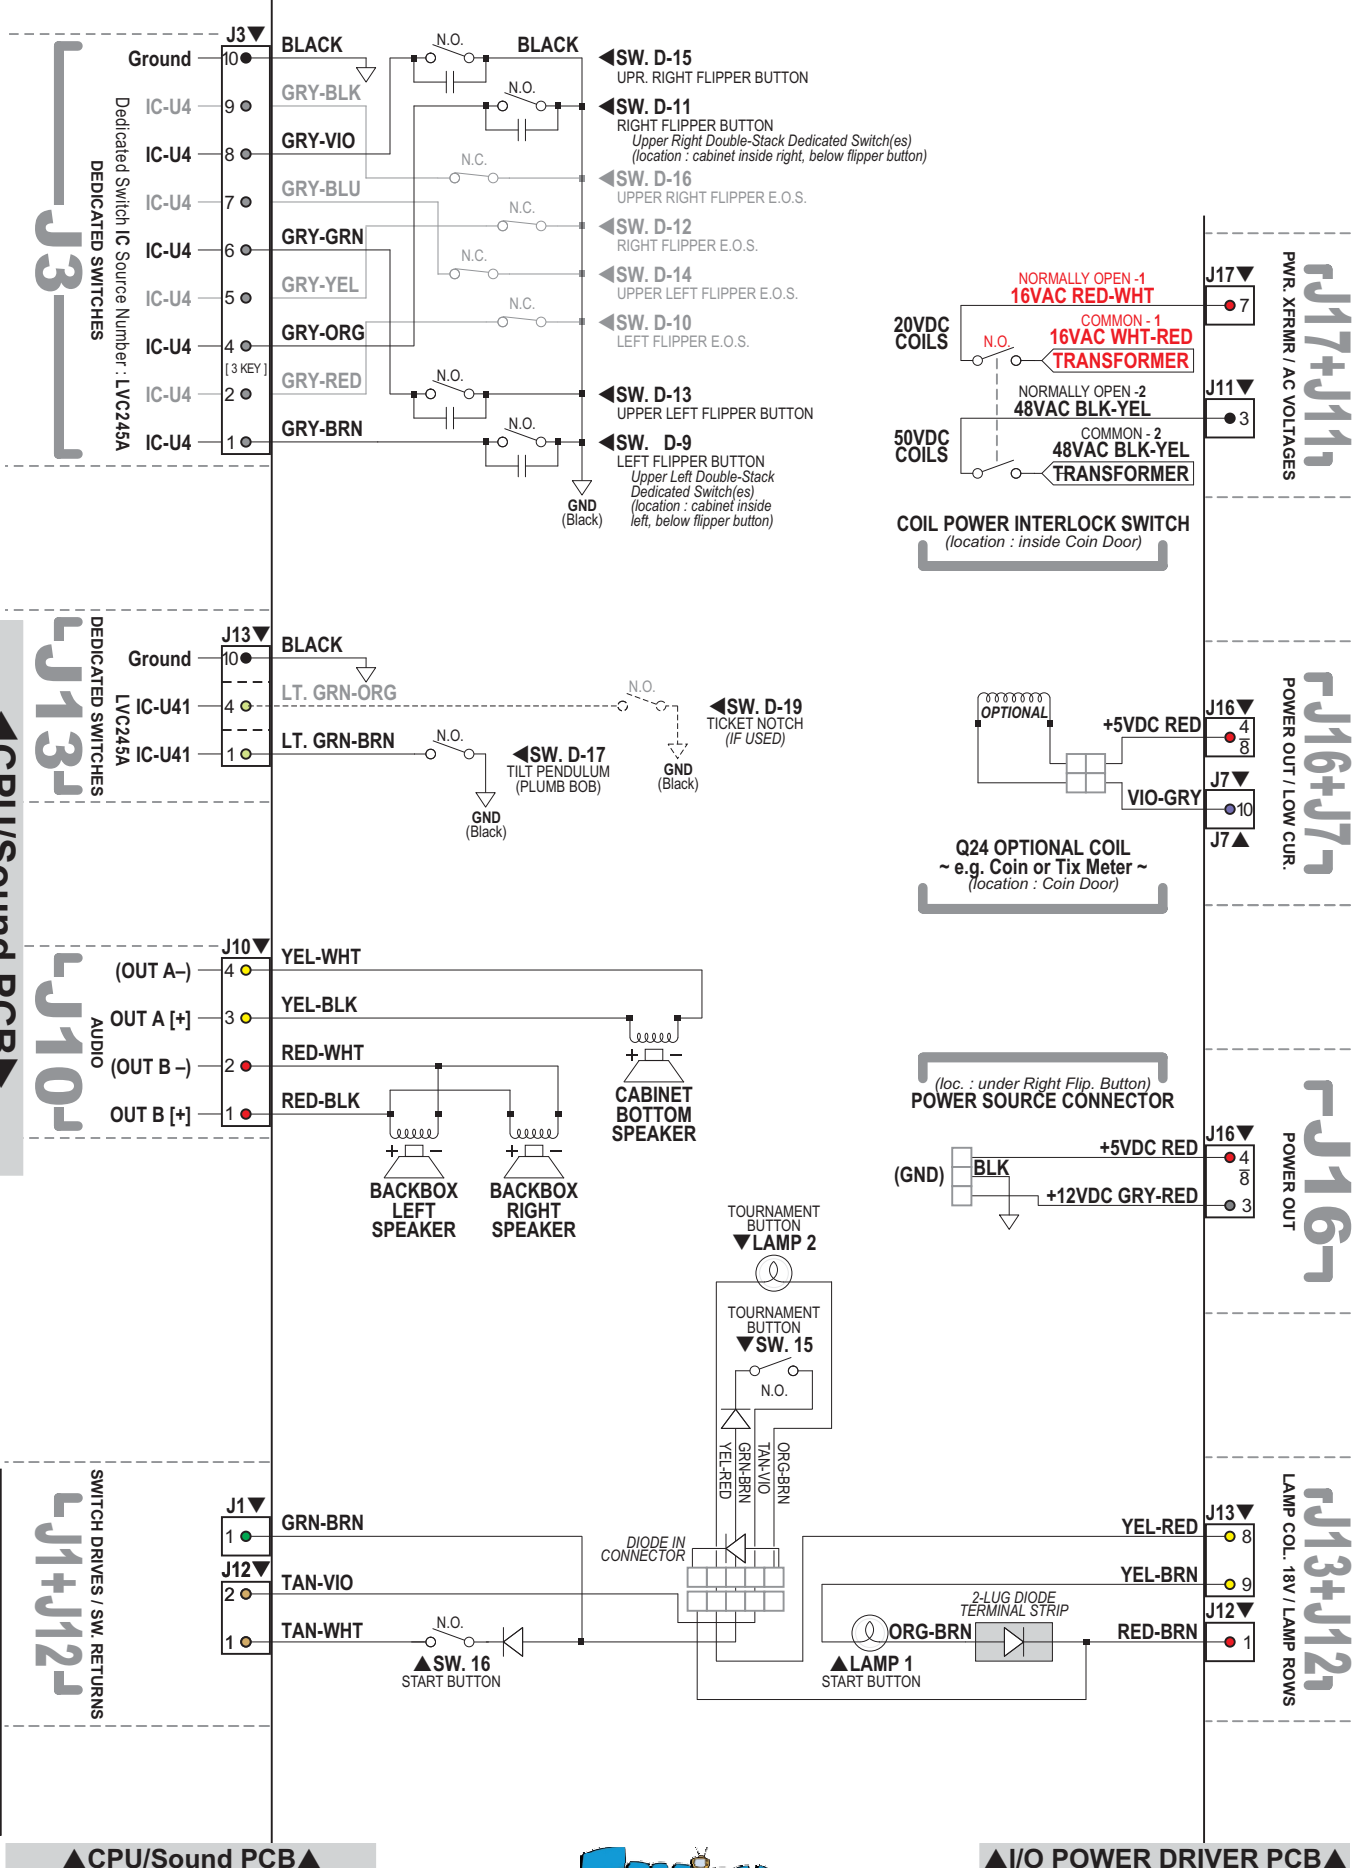 J3▼
BLACK
Ground
10
IC-U4
9
GRY-BLK
IC-U4
8
GRY-VIO
IC-U4
7
GRY-BLU
IC-U4
6
GRY-GRN
IC-U4
5
GRY-YEL
IC-U4
4
GRY-ORG
[ 3 KEY ]
IC-U4
2
GRY-RED
IC-U4
1
GRY-BRN
J3
DEDICATED SWITCHES
Dedicated Switch IC Source Number : LVC245A
N.O.
BLACK
◀SW. D-15
UPR. RIGHT FLIPPER BUTTON
N.O.
◀SW. D-11
RIGHT FLIPPER BUTTON
Upper Right Double-Stack Dedicated Switch(es)
(location : cabinet inside right, below flipper button)
N.C.
◀SW. D-16
UPPER RIGHT FLIPPER E.O.S.
N.C.
◀SW. D-12
RIGHT FLIPPER E.O.S.
N.C.
◀SW. D-14
UPPER LEFT FLIPPER E.O.S.
N.C.
◀SW. D-10
LEFT FLIPPER E.O.S.
N.O.
◀SW. D-13
UPPER LEFT FLIPPER BUTTON
N.O.
◀SW. D-9
LEFT FLIPPER BUTTON
Upper Left Double-Stack
Dedicated Switch(es)
(location : cabinet inside
left, below flipper button)
GND
(Black)
NORMALLY OPEN -1
16VAC RED-WHT
J17▼
7
20VDC
COILS
COMMON - 1
16VAC WHT-RED
N.O.
TRANSFORMER
NORMALLY OPEN -2
48VAC BLK-YEL
J11▼
3
50VDC
COILS
COMMON - 2
48VAC BLK-YEL
TRANSFORMER
COIL POWER INTERLOCK SWITCH
(location : inside Coin Door)
PWR. XFRMR / AC VOLTAGES
J17+J11
J13▼
BLACK
Ground
10
LT. GRN-ORG
IC-U41
4
LT. GRN-BRN
IC-U41
1
J13
DEDICATED SWITCHES
LVC245A
N.O.
◀SW. D-19
TICKET NOTCH
(IF USED)
GND
(Black)
N.O.
◀SW. D-17
TILT PENDULUM
(PLUMB BOB)
GND
(Black)
OPTIONAL
+5VDC RED
J16▼
4
8
VIO-GRY
J7▼
10
J7▲
Q24 OPTIONAL COIL
~ e.g. Coin or Tix Meter ~
(location : Coin Door)
POWER OUT / LOW CUR.
J16+J7
◀CPU/Sound PCB▶
J10▼
(OUT A–)
4
YEL-WHT
OUT A [+]
3
YEL-BLK
(OUT B –)
2
RED-WHT
OUT B [+]
1
RED-BLK
J10
AUDIO
+ –
CABINET
BOTTOM
SPEAKER
+ –
BACKBOX
LEFT
SPEAKER
+ –
BACKBOX
RIGHT
SPEAKER
(loc. : under Right Flip. Button)
POWER SOURCE CONNECTOR
(GND)
BLK
+5VDC RED
J16▼
4
8
+12VDC GRY-RED
3
POWER OUT
J16
TOURNAMENT
BUTTON
▼LAMP 2
TOURNAMENT
BUTTON
▼SW. 15
N.O.
YEL-RED
GRN-BRN
TAN-VIO
ORG-BRN
DIODE IN
CONNECTOR
J1▼
1
GRN-BRN
J12▼
2
TAN-VIO
1
TAN-WHT
J1+J12
SWITCH DRIVES / SW. RETURNS
N.O.
▲SW. 16
START BUTTON
YEL-RED
J13▼
8
YEL-BRN
9
2-LUG DIODE
TERMINAL STRIP
J12▼
ORG-BRN
RED-BRN
1
▲LAMP 1
START BUTTON
LAMP COL. 18V / LAMP ROWS
J13+J12
▲CPU/Sound PCB▲
▲I/O POWER DRIVER PCB▲